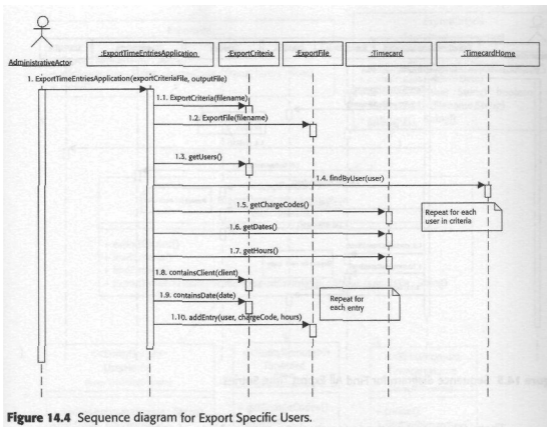 :ExportTimeEntriesApplication
:ExportCriteria
:ExportFile
:Timecard
:TimecardHome
AdministrativeActor
1. ExportTimeEntriesApplication(exportCriteriaFile, outputFile)
1.1. ExportCriteria(filename)
1.2. ExportFile(filename)
1.3. getUsers()
1.4. findByUser(user)
1.5. getChargeCodes()
Repeat for each
user in criteria
1.6. getDates()
1.7. getHours()
1.8. containsClient(client)
1.9. containsDate(date)
Repeat for
each entry
1.10. addEntry(user, chargeCode, hours)
Figure 14.4 Sequence diagram for Export Specific Users.